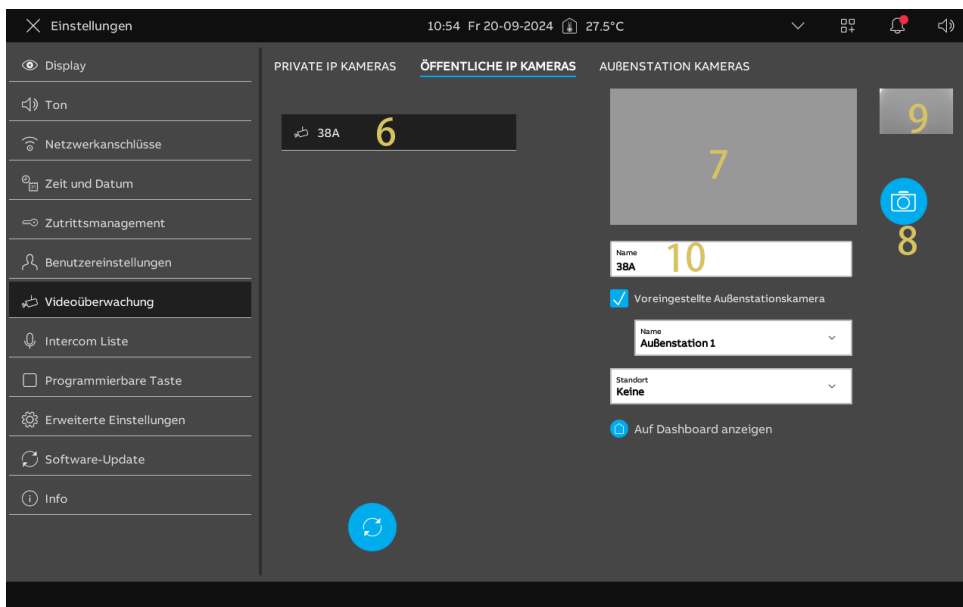 Einstellungen
10:54 Fr 20-09-2024 27.5°C
Display
Ton
Netzwerkanschlüsse
Zeit und Datum
Zutrittsmanagement
Benutzereinstellungen
Videoüberwachung
Intercom Liste
Programmierbare Taste
Erweiterte Einstellungen
Software-Update
Info
PRIVATE IP KAMERAS ÖFFENTLICHE IP KAMERAS AUßENSTATION KAMERAS
38A 6
7
9
8
Name
38A 10
Voreingestellte Außenstationskamera
Name
Außenstation 1
Standort
Keine
Auf Dashboard anzeigen